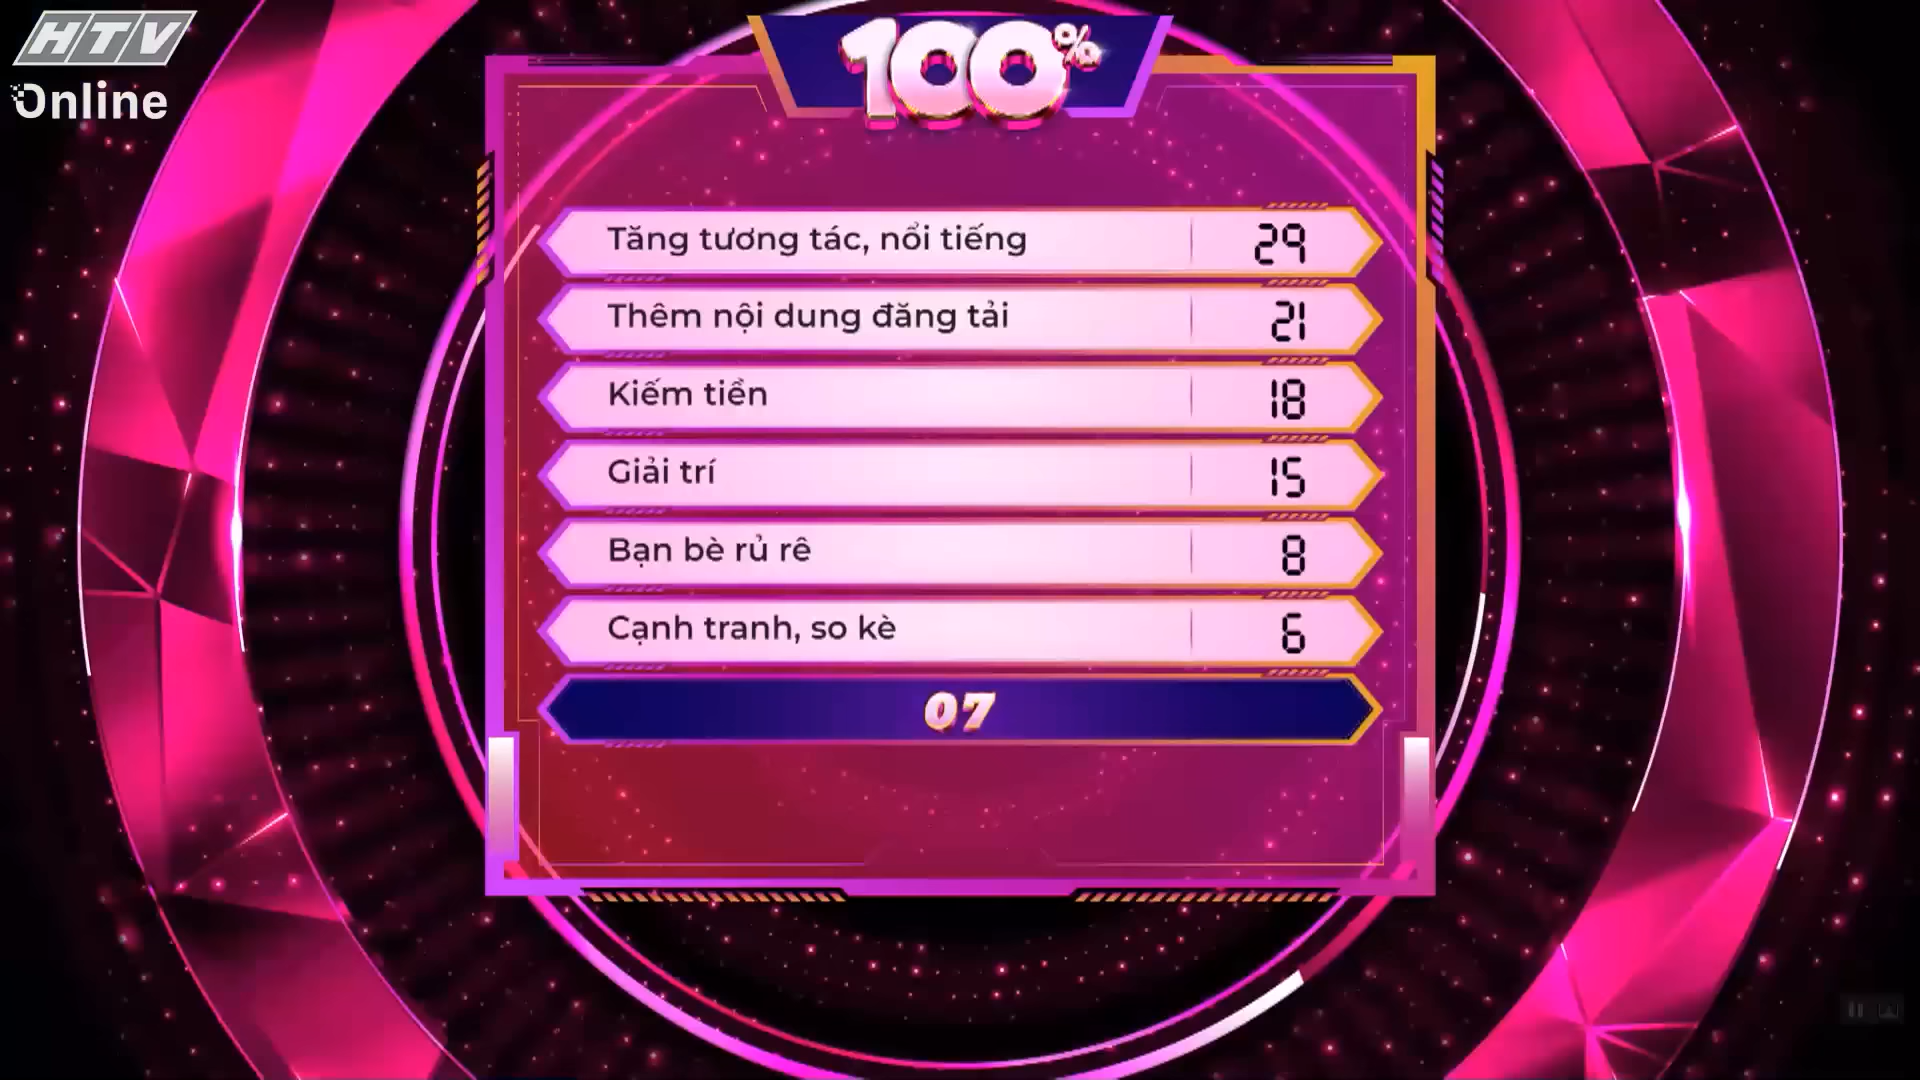 HTV
Online
100%
Tăng tương tác, nổi tiếng 29
Thêm nội dung đăng tải 21
Kiếm tiền 18
Giải trí 15
Bạn bè rủ rê 8
Cạnh tranh, so kè 6
07